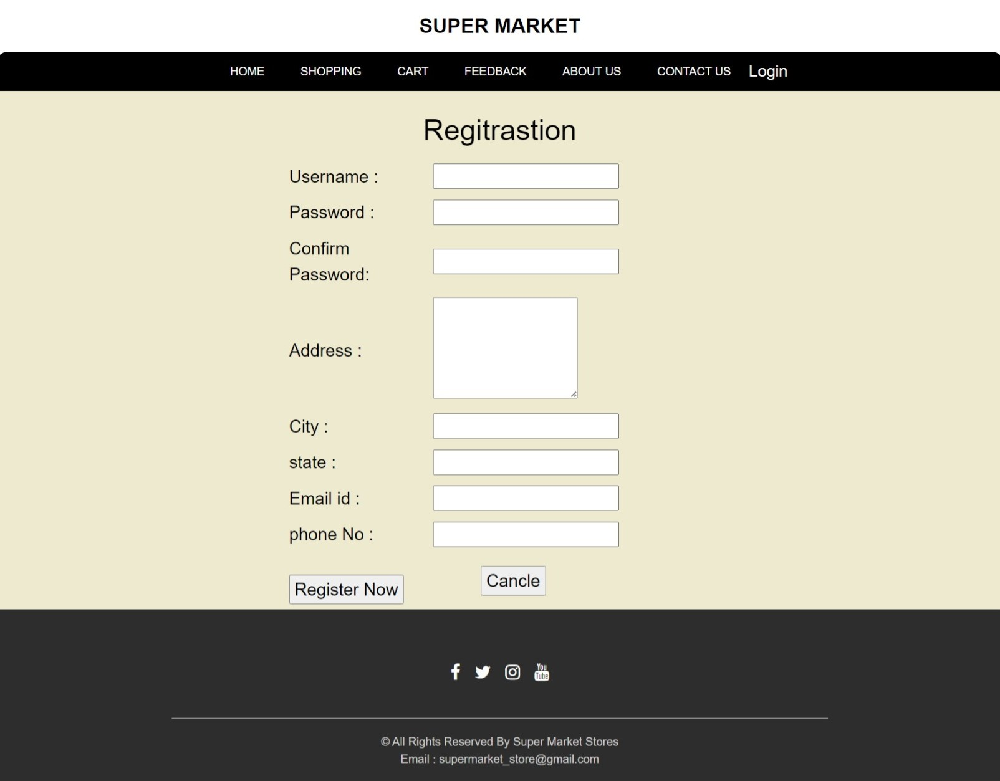 SUPER MARKET
HOME SHOPPING CART FEEDBACK ABOUT US CONTACT US Login
Regitrastion
Username :
Password :
Confirm
Password:
Address :
City :
state :
Email id :
phone No :
Register Now Cancle
You
Tube
© All Rights Reserved By Super Market Stores
Email : supermarket_store@gmail.com